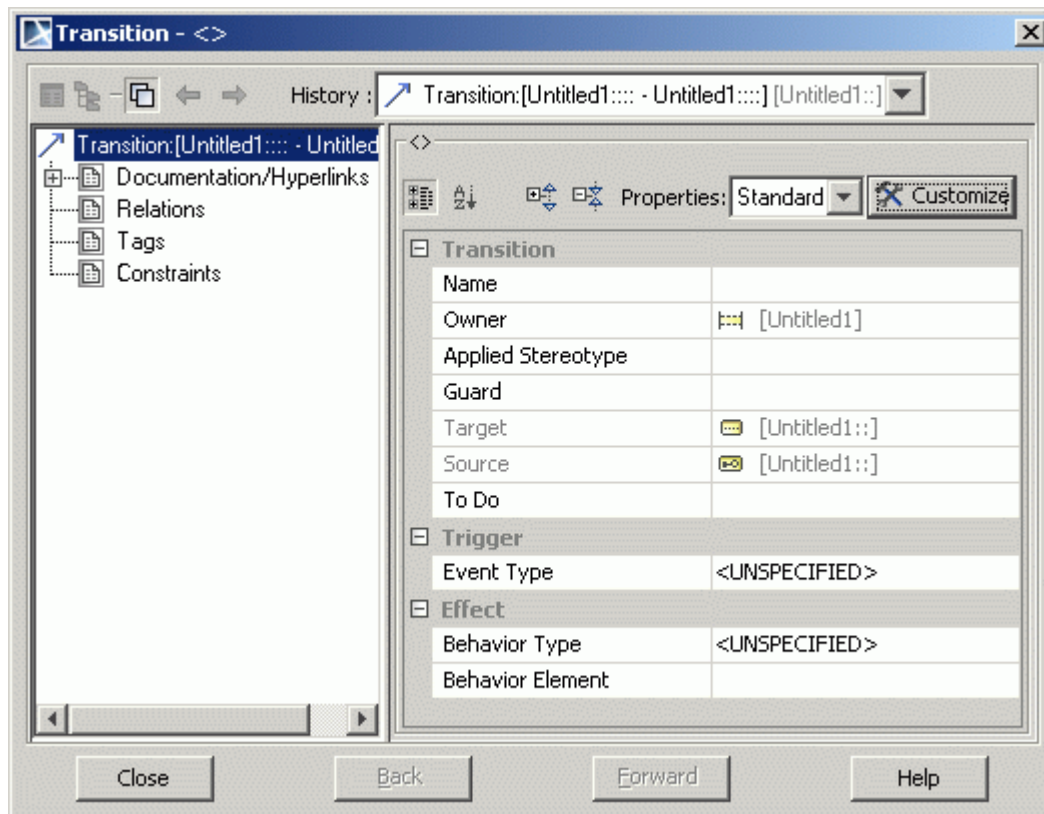 Transition - <>
History : Transition:[Untitled1:::: - Untitled1::::] [Untitled1::]
Transition:[Untitled1:::: - Untitled
Documentation/Hyperlinks
Relations
Tags
Constraints
<>
Properties: Standard Customize
Transition
Name
Owner [Untitled1]
Applied Stereotype
Guard
Target [Untitled1::]
Source [Untitled1::]
To Do
Trigger
Event Type <UNSPECIFIED>
Effect
Behavior Type <UNSPECIFIED>
Behavior Element
Close Back Forward Help